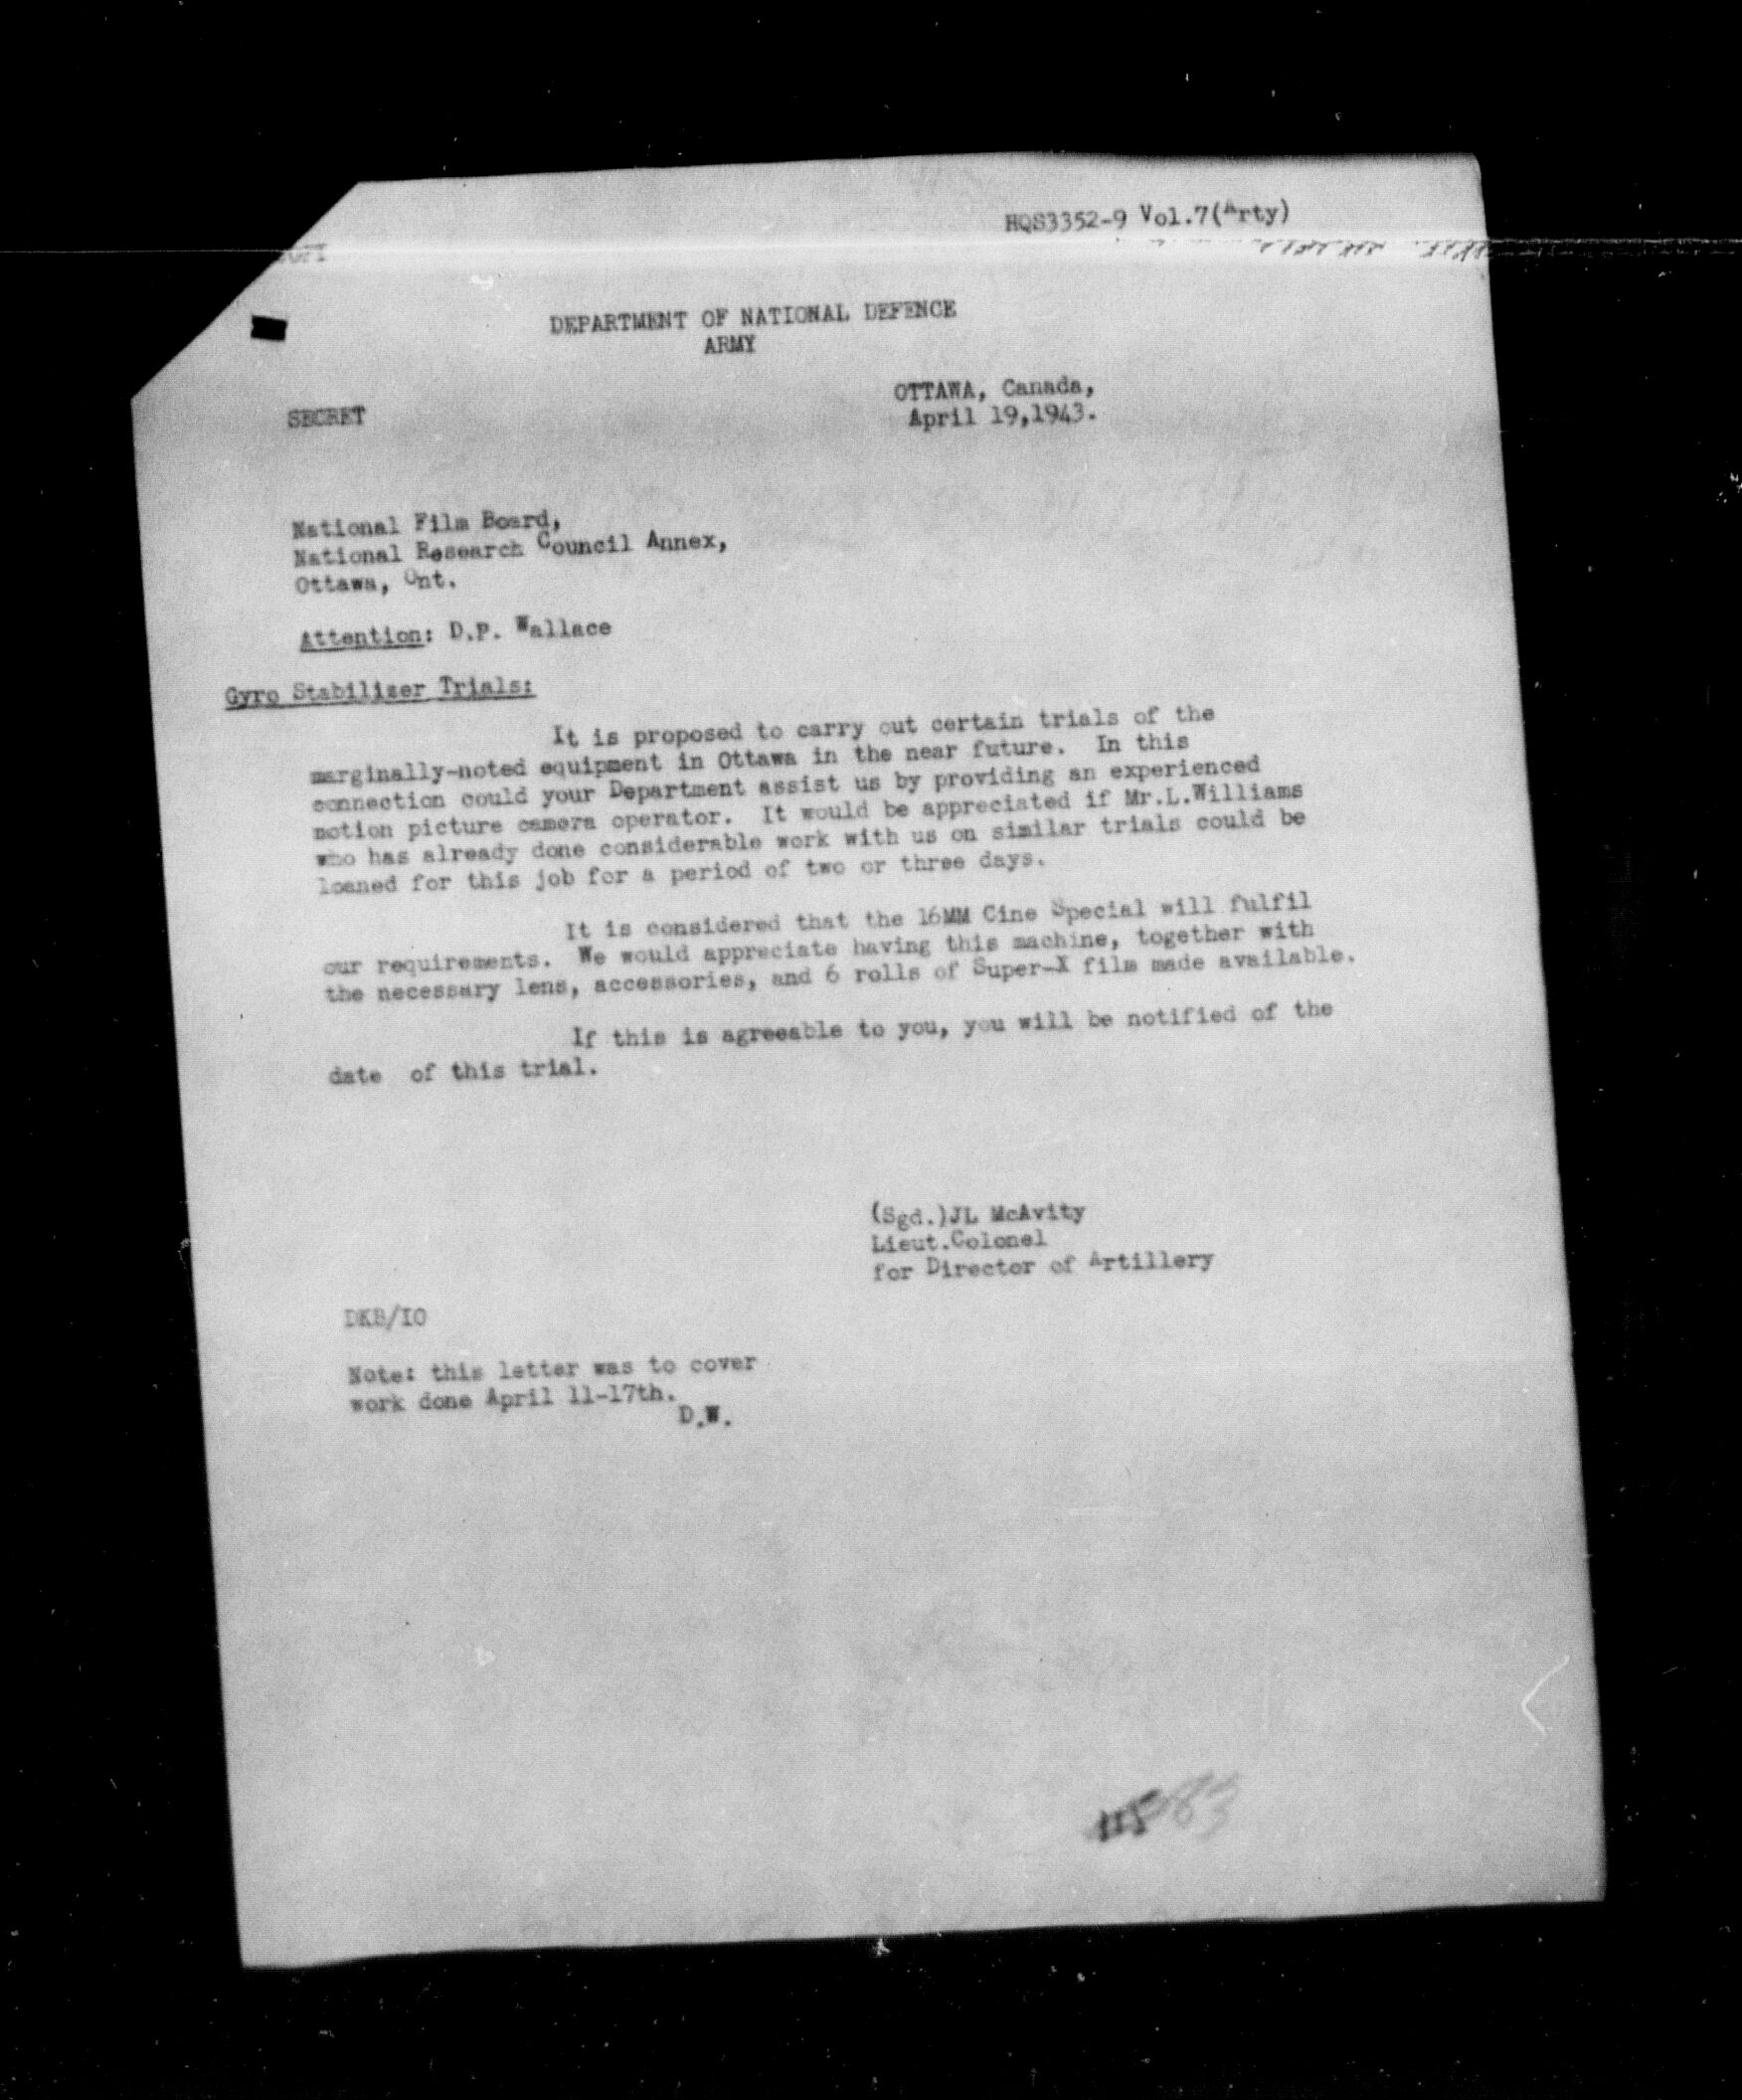 HQS3352-9 Vol.7(Arty)
DEPARTMENT OF NATIONAL DEFENCE
ARMY
OTTAWA, Canada,
April 19,1943.
SECRET
National Film Board,
National Research Council Annex,
Ottawa, Ont.
Attention: D.P. Wallace
Gyro Stabilizer Trials:
It is proposed to carry out certain trials of the
marginally-noted equipment in Ottawa in the near future. In this
connection could your Department assist us by providing an experienced
motion picture camera operator. It would be appreciated if Mr.L.Williams
who has already done considerable work with us on similar trials could be
loaned for this job for a period of two or three days.
It is considered that the 16MM Cine Special will fulfil
our requirements. We would appreciate having this machine, together with
the necessary lens, accessories, and 6 rolls of Super-X film made available.
If this is agreeable to you, you will be notified of the
date of this trial.
(Sgd.)JL McAvity
Lieut.Colonel
for Director of Artillery
DKB/IO
Note: this letter was to cover
work done April 11-17th.
D.W.
83